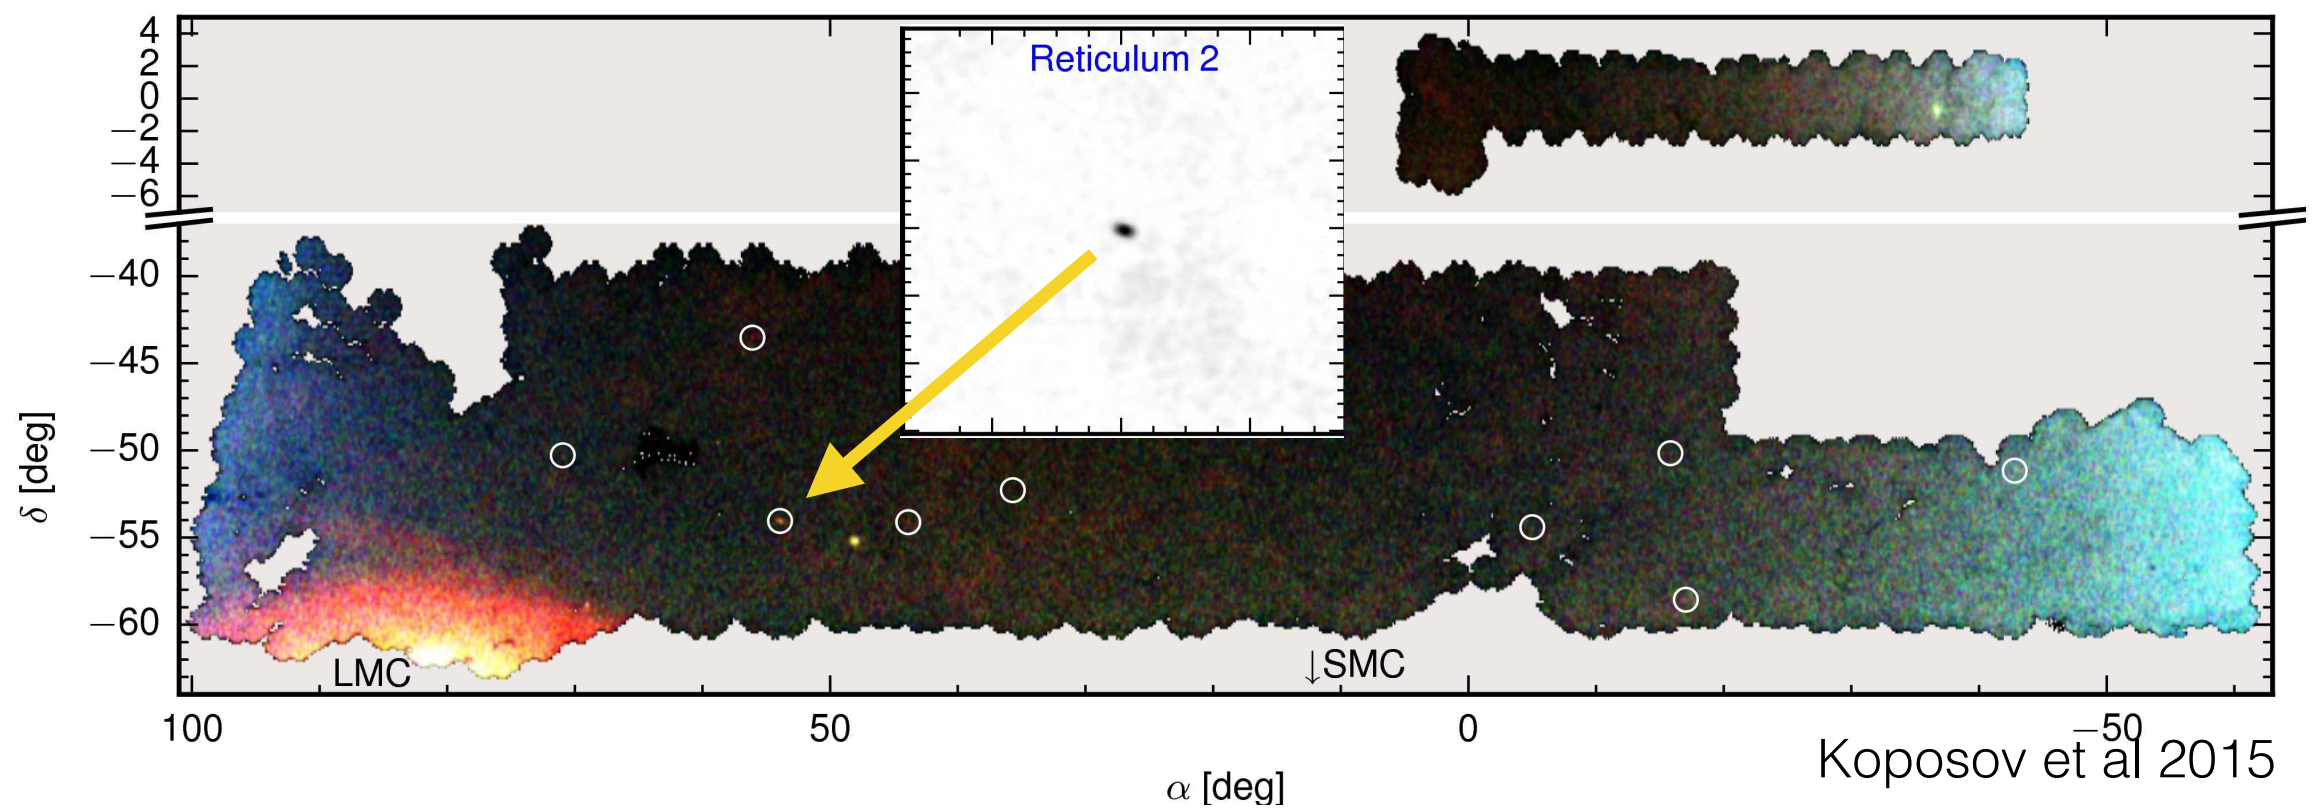 Reticulum 2
4
2
0
−2
−4
−6
−40
−45
−50
−55
−60
δ [deg]
LMC
↓SMC
100
50
0
−50
α [deg]
Koposov et al 2015